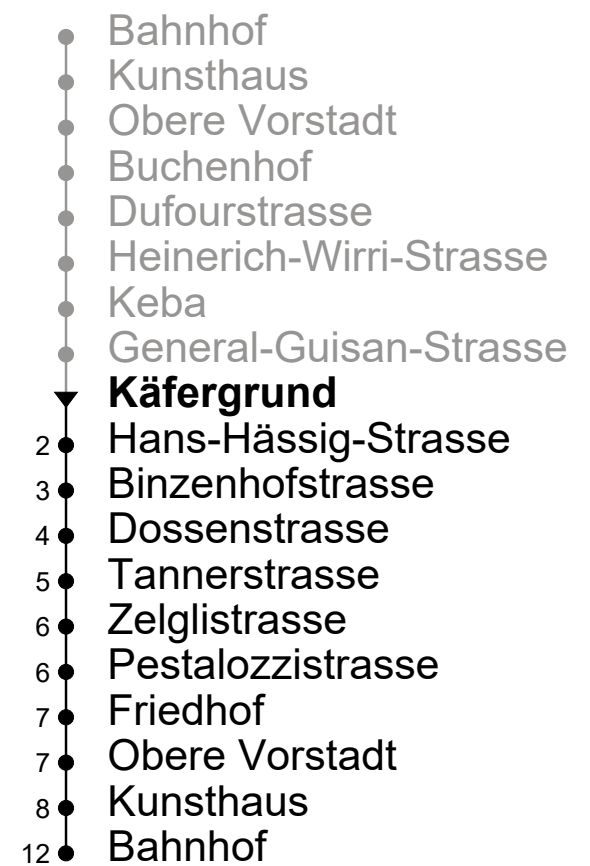 Bahnhof
Kunsthaus
Obere Vorstadt
Buchenhof
Dufourstrasse
Heinerich-Wirri-Strasse
Keba
General-Guisan-Strasse
Käfergrund
2 Hans-Hässig-Strasse
3 Binzenhofstrasse
4 Dossenstrasse
5 Tannerstrasse
6 Zelglistrasse
6 Pestalozzistrasse
7 Friedhof
7 Obere Vorstadt
8 Kunsthaus
12 Bahnhof